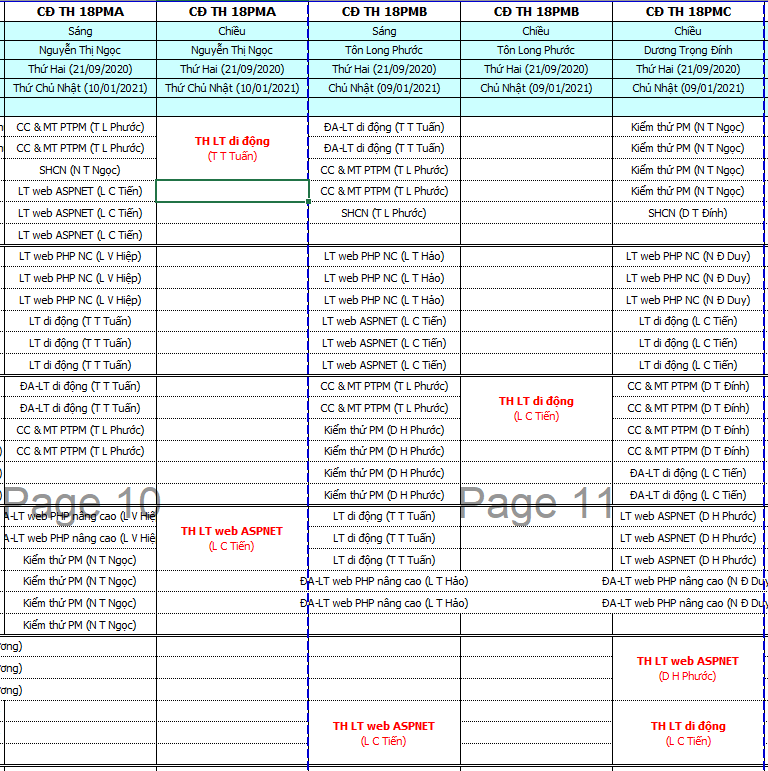 CĐ TH 18PMA CĐ TH 18PMA CĐ TH 18PMB CĐ TH 18PMB CĐ TH 18PMC
Sáng Chiều Sáng Chiều Chiều
Nguyễn Thị Ngọc Nguyễn Thị Ngọc Tôn Long Phước Tôn Long Phước Dương Trọng Đính
Thứ Hai (21/09/2020) Thứ Hai (21/09/2020) Thứ Hai (21/09/2020) Thứ Hai (21/09/2020) Thứ Hai (21/09/2020)
Thứ Chủ Nhật (10/01/2021) Thứ Chủ Nhật (10/01/2021) Chủ Nhật (09/01/2021) Chủ Nhật (09/01/2021) Chủ Nhật (09/01/2021)
CC & MT PTPM (T L Phước) ĐA-LT di động (T T Tuấn) Kiểm thử PM (N T Ngọc)
TH LT di động
CC & MT PTPM (T L Phước) ĐA-LT di động (T T Tuấn) Kiểm thử PM (N T Ngọc)
(T T Tuấn)
SHCN (N T Ngọc) CC & MT PTPM (T L Phước) Kiểm thử PM (N T Ngọc)
LT web ASPNET (L C Tiến) CC & MT PTPM (T L Phước) Kiểm thử PM (N T Ngọc)
LT web ASPNET (L C Tiến) SHCN (T L Phước) SHCN (D T Đính)
LT web ASPNET (L C Tiến)
LT web PHP NC (L V Hiệp) LT web PHP NC (L T Hảo) LT web PHP NC (N Đ Duy)
LT web PHP NC (L V Hiệp) LT web PHP NC (L T Hảo) LT web PHP NC (N Đ Duy)
LT web PHP NC (L V Hiệp) LT web PHP NC (L T Hảo) LT web PHP NC (N Đ Duy)
LT di động (T T Tuấn) LT web ASPNET (L C Tiến) LT di động (L C Tiến)
LT di động (T T Tuấn) LT web ASPNET (L C Tiến) LT di động (L C Tiến)
LT di động (T T Tuấn) LT web ASPNET (L C Tiến) LT di động (L C Tiến)
ĐA-LT di động (T T Tuấn) CC & MT PTPM (T L Phước) CC & MT PTPM (D T Đính)
TH LT di động
ĐA-LT di động (T T Tuấn) CC & MT PTPM (T L Phước) CC & MT PTPM (D T Đính)
(L C Tiến)
CC & MT PTPM (T L Phước) Kiểm thử PM (D H Phước) CC & MT PTPM (D T Đính)
CC & MT PTPM (T L Phước) Kiểm thử PM (D H Phước) CC & MT PTPM (D T Đính)
Kiểm thử PM (D H Phước) ĐA-LT di động (L C Tiến)
Kiểm thử PM (D H Phước) ĐA-LT di động (L C Tiến)
Page 10 Page 11
A-LT web PHP nâng cao (L V Hiệ LT di động (T T Tuấn) LT web ASPNET (D H Phước)
TH LT web ASPNET
A-LT web PHP nâng cao (L V Hiệ LT di động (T T Tuấn) LT web ASPNET (D H Phước)
(L C Tiến)
Kiểm thử PM (N T Ngọc) LT di động (T T Tuấn) LT web ASPNET (D H Phước)
Kiểm thử PM (N T Ngọc) ĐA-LT web PHP nâng cao (L T Hảo) ĐA-LT web PHP nâng cao (N Đ Duy
Kiểm thử PM (N T Ngọc) ĐA-LT web PHP nâng cao (L T Hảo) ĐA-LT web PHP nâng cao (N Đ Duy
Kiểm thử PM (N T Ngọc)
ơng)
TH LT web ASPNET
ơng)
(D H Phước)
ơng)
TH LT web ASPNET TH LT di động
(L C Tiến) (L C Tiến)